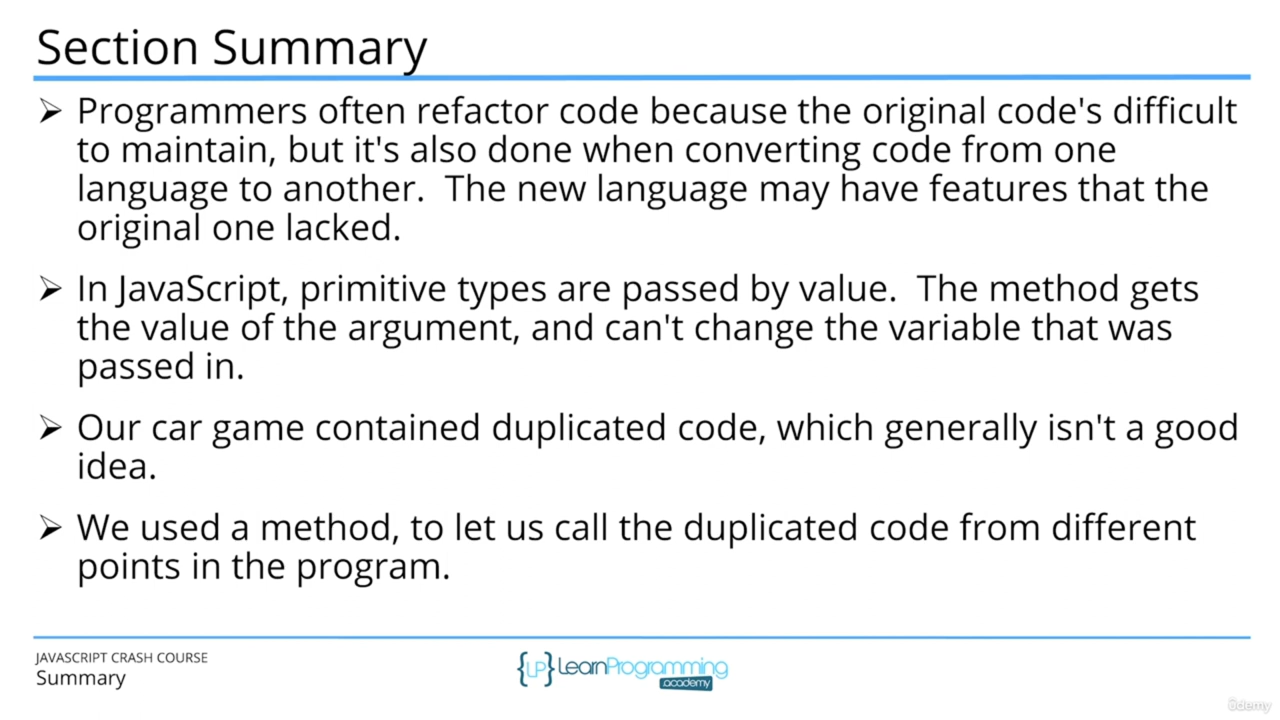 Section Summary
➢ Programmers often refactor code because the original code's difficult
to maintain, but it's also done when converting code from one
language to another.  The new language may have features that the
original one lacked.
➢ In JavaScript, primitive types are passed by value.  The method gets
the value of the argument, and can't change the variable that was
passed in.
➢ Our car game contained duplicated code, which generally isn't a good
idea.
➢ We used a method, to let us call the duplicated code from different
points in the program.
JAVASCRIPT CRASH COURSE
Summary
{LP} LearnProgramming
.academy
ûdemy